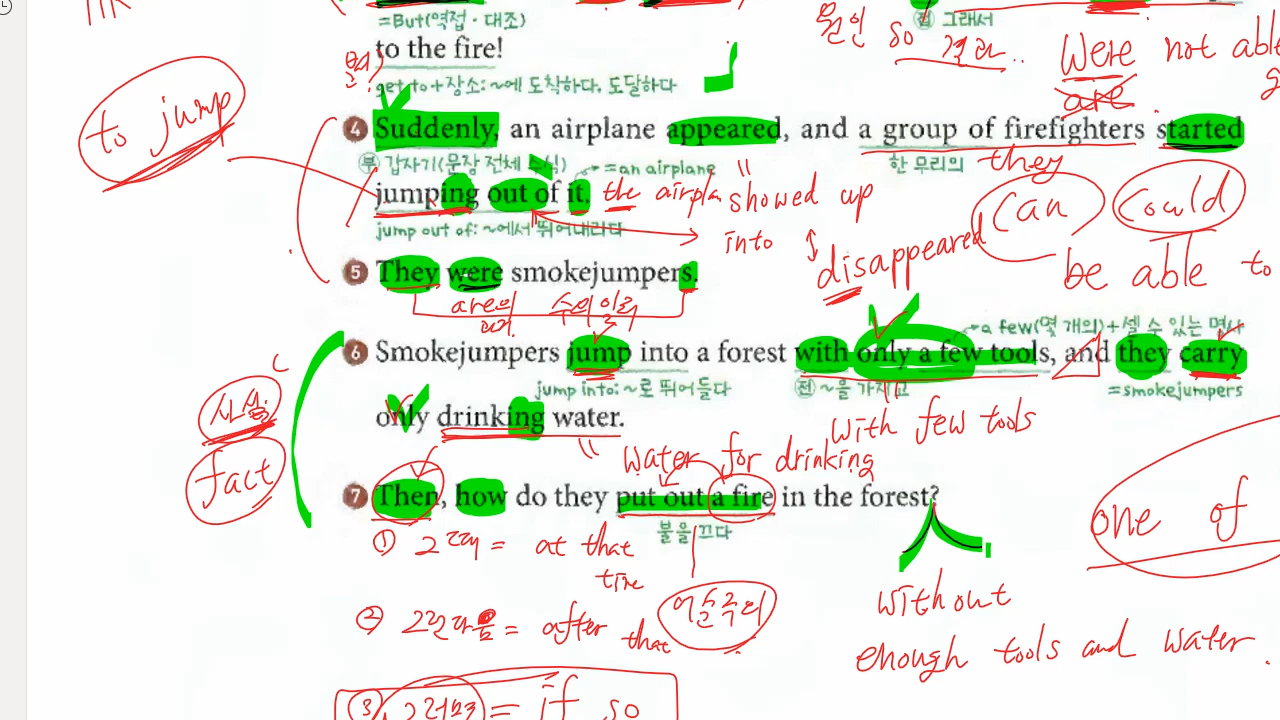 =But(역접·대조)
to the fire!
get to+장소: ~에 도착하다, 도달하다
원인 so 결과..
접 그래서
were not able
are
to jump
④ Suddenly, an airplane appeared, and a group of firefighters started
부 갑자기(문장 전체 수식)
=an airplane
"
한 무리의 they
jumping out of it. the airplan showed up
jump out of: ~에서 뛰어내리다
into
disappeared
can could
be able to
⑤ They were smokejumpers.
are의 과거
수의 일치
a few(몇 개의)+셀 수 있는 명사
⑥ Smokejumpers jump into a forest with only a few tools, and they carry
jump into: ~로 뛰어들다
전 ~을 가지고
=smokejumpers
only drinking water.
with few tools
" water for drinking
사실
fact
⑦ Then, how do they put out a fire in the forest?
불을 끄다
one of
① 그때 = at that time
② 그런다음 = after that
어순주의
without
enough tools and water.
③ 그러면 = if so